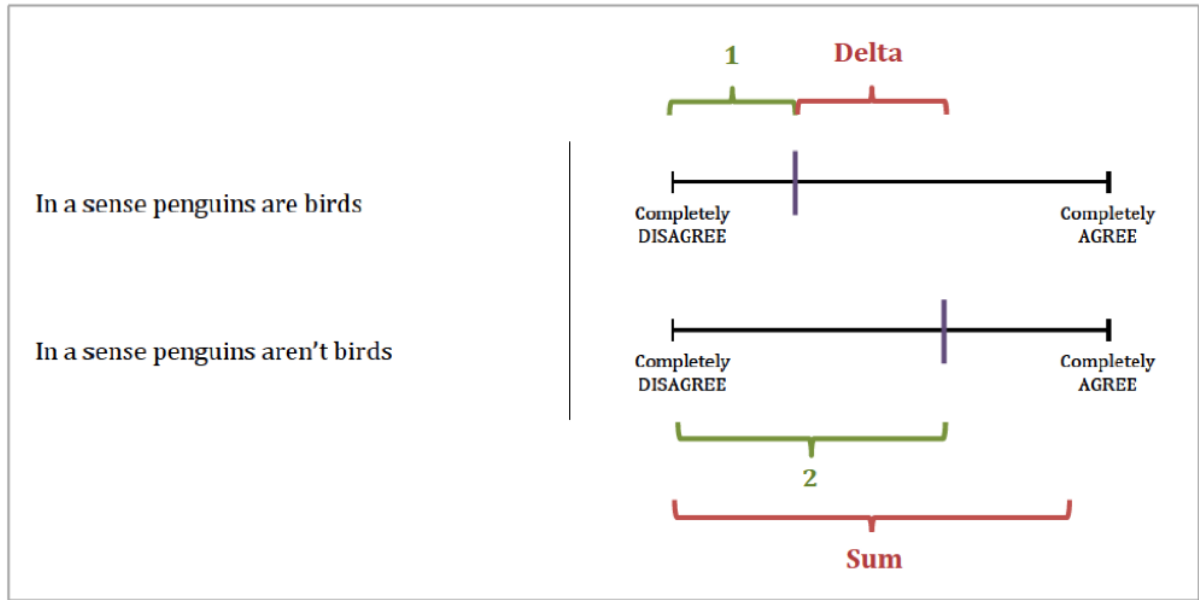 1 Delta
In a sense penguins are birds
Completely Completely
DISAGREE AGREE
In a sense penguins aren't birds
Completely Completely
DISAGREE AGREE
2
Sum